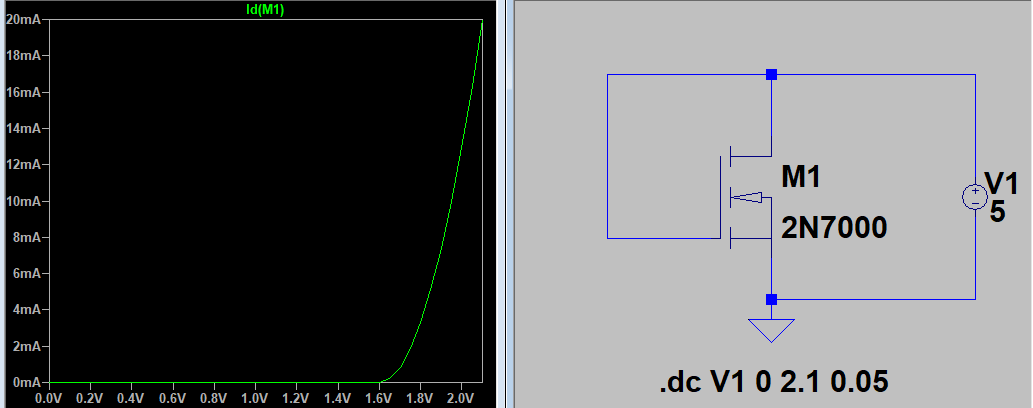 Id(M1)
20mA
18mA
16mA
14mA
12mA
10mA
8mA
6mA
4mA
2mA
0mA
0.0V 0.2V 0.4V 0.6V 0.8V 1.0V 1.2V 1.4V 1.6V 1.8V 2.0V
M1
2N7000
V1
+
−
5
.dc V1 0 2.1 0.05